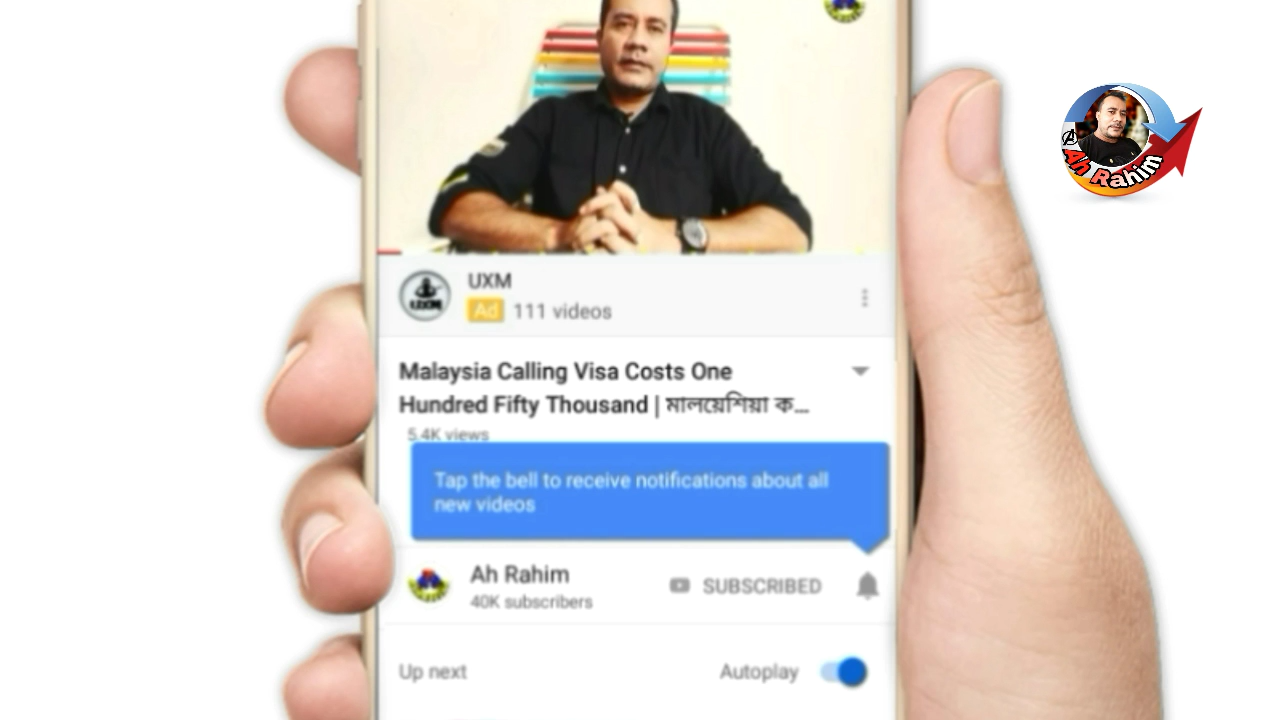 Ah Rahim
UXM
UXM
Ad 111 videos
Malaysia Calling Visa Costs One
Hundred Fifty Thousand | মালয়েশিয়া ক...
5.4K views
Tap the bell to receive notifications about all
new videos
Ah Rahim
SUBSCRIBED
40K subscribers
Up next
Autoplay